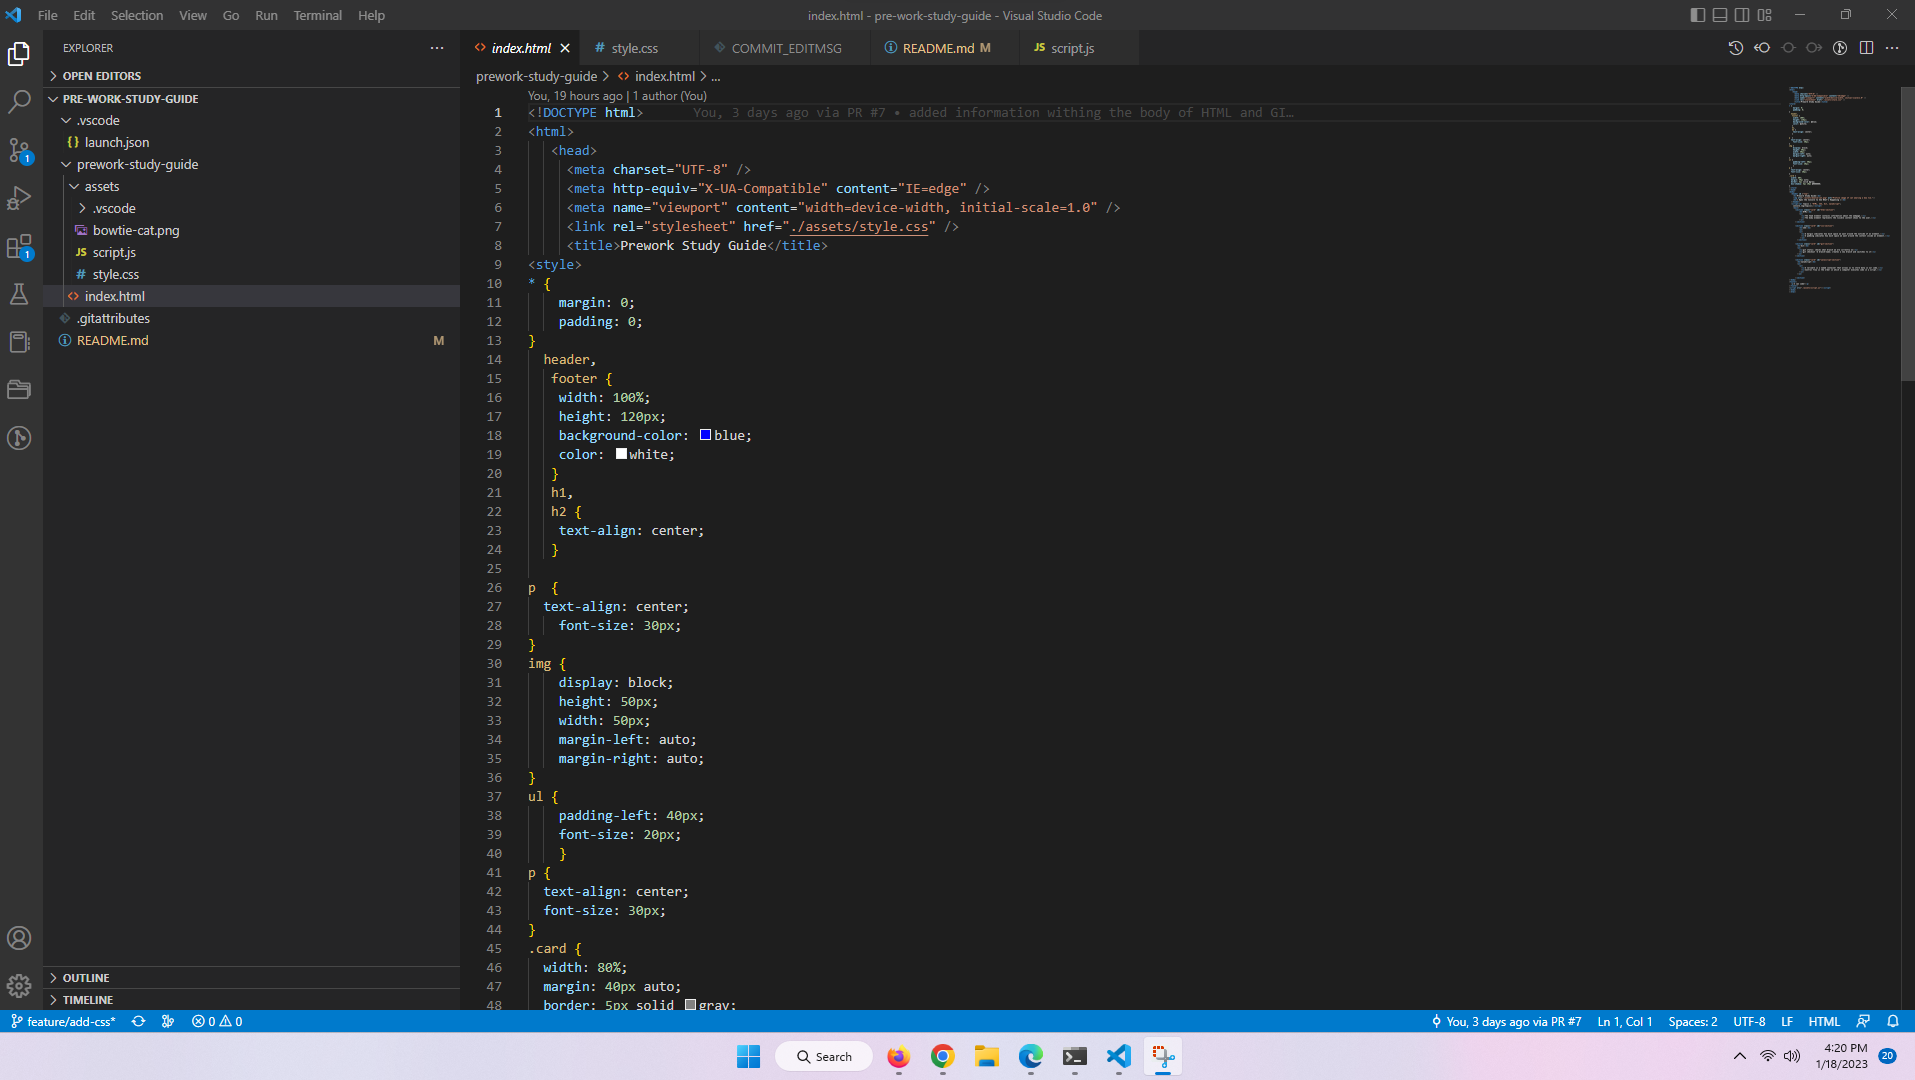 File Edit Selection View Go Run Terminal Help
index.html - pre-work-study-guide - Visual Studio Code
EXPLORER
OPEN EDITORS
PRE-WORK-STUDY-GUIDE
.vscode
{} launch.json
prework-study-guide
assets
.vscode
bowtie-cat.png
JS script.js
# style.css
<> index.html
.gitattributes
README.md M
OUTLINE
TIMELINE
1
1
<> index.html
# style.css
COMMIT_EDITMSG
README.md M
JS script.js
prework-study-guide > <> index.html > ...
You, 19 hours ago | 1 author (You)
1 <!DOCTYPE html> You, 3 days ago via PR #7 • added information withing the body of HTML and GI…
2 <html>
3 <head>
4 <meta charset="UTF-8" />
5 <meta http-equiv="X-UA-Compatible" content="IE=edge" />
6 <meta name="viewport" content="width=device-width, initial-scale=1.0" />
7 <link rel="stylesheet" href="./assets/style.css" />
8 <title>Prework Study Guide</title>
9 <style>
10 * {
11 margin: 0;
12 padding: 0;
13 }
14 header,
15 footer {
16 width: 100%;
17 height: 120px;
18 background-color: blue;
19 color: white;
20 }
21 h1,
22 h2 {
23 text-align: center;
24 }
25
26 p {
27 text-align: center;
28 font-size: 30px;
29 }
30 img {
31 display: block;
32 height: 50px;
33 width: 50px;
34 margin-left: auto;
35 margin-right: auto;
36 }
37 ul {
38 padding-left: 40px;
39 font-size: 20px;
40 }
41 p {
42 text-align: center;
43 font-size: 30px;
44 }
45 .card {
46 width: 80%;
47 margin: 40px auto;
48 border: 5px solid gray;
feature/add-css* 0 0
You, 3 days ago via PR #7 Ln 1, Col 1 Spaces: 2 UTF-8 LF HTML
Search
4:20 PM
1/18/2023
20